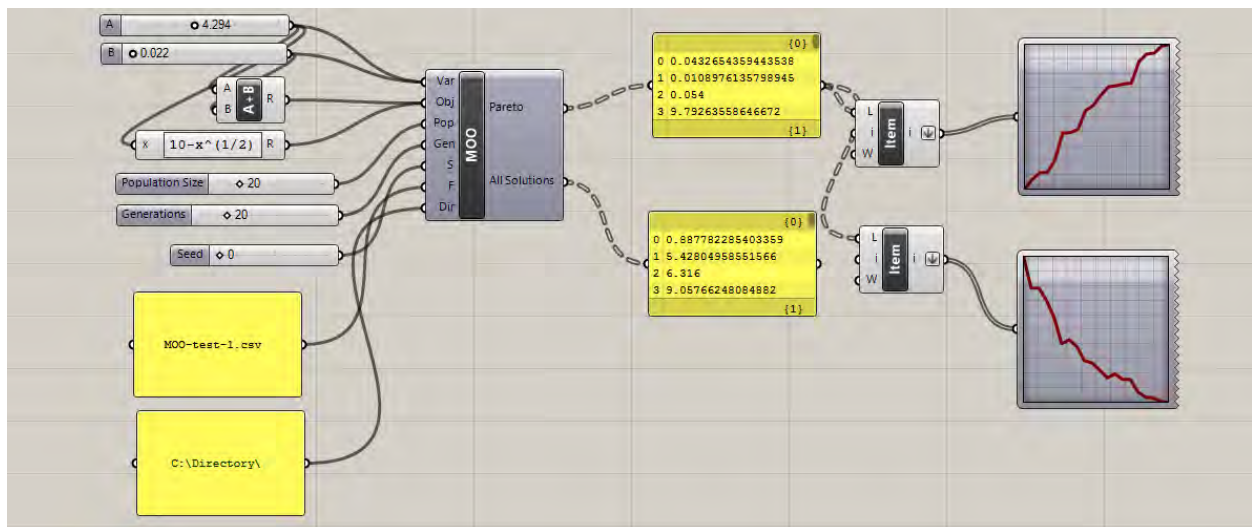 A 4.294
B 0.022
A
B
A+B
R
x 10-x^(1/2) R
Population Size 20
Generations 20
Seed 0
MOO-test-1.csv
C:\Directory\
Var
Obj
Pop
Gen
S
F
Dir
MOO
Pareto
All Solutions
{0}
0 0.0432654359443538
1 0.0108976135798945
2 0.054
3 9.79263558646672
{1}
{0}
0 0.887782285403359
1 5.42804958551566
2 6.316
3 9.05766248084882
{1}
L
i
W
Item
i
L
i
W
Item
i